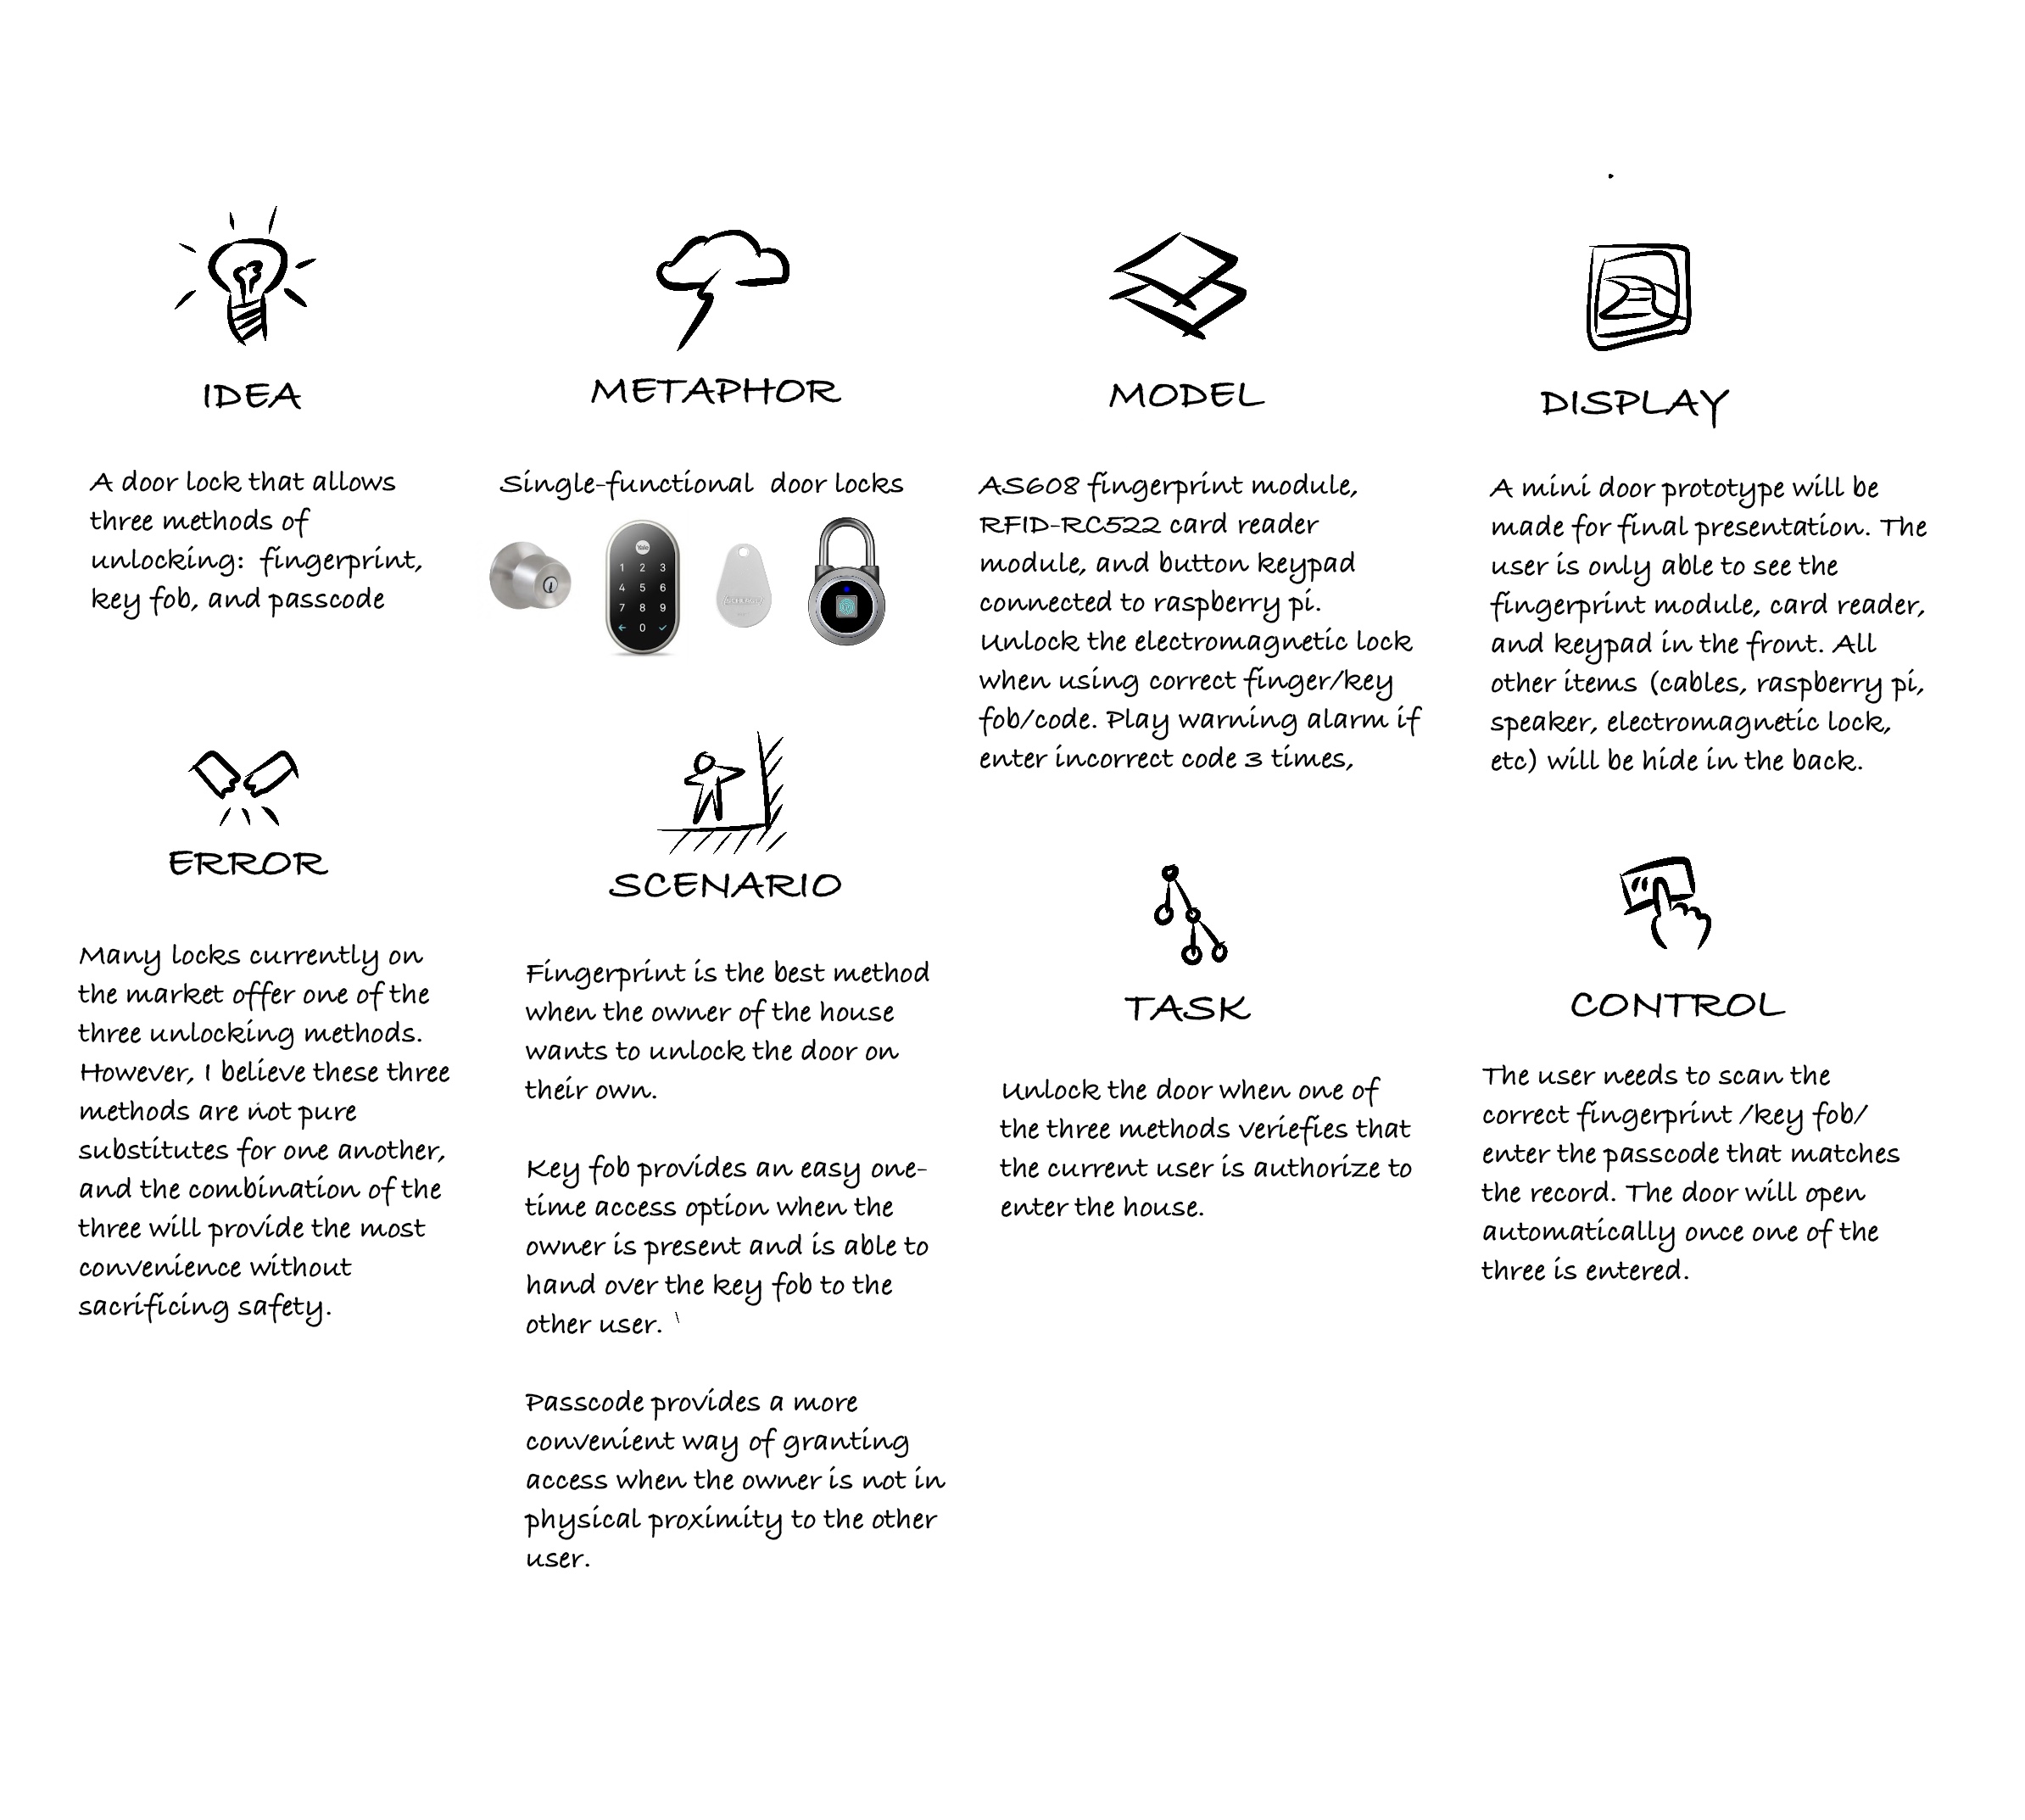 IDEA
A door lock that allows
three methods of
unlocking: fingerprint,
key fob, and passcode
METAPHOR
Single-functional door locks
Yale
1 2 3
4 5 6
7 8 9
← 0 ✓
MODEL
AS608 fingerprint module,
RFID-RC522 card reader
module, and button keypad
connected to raspberry pi.
Unlock the electromagnetic lock
when using correct finger/key
fob/code. Play warning alarm if
enter incorrect code 3 times,
DISPLAY
A mini door prototype will be
made for final presentation. The
user is only able to see the
fingerprint module, card reader,
and keypad in the front. All
other items (cables, raspberry pi,
speaker, electromagnetic lock,
etc) will be hide in the back.
ERROR
Many locks currently on
the market offer one of the
three unlocking methods.
However, I believe these three
methods are not pure
substitutes for one another,
and the combination of the
three will provide the most
convenience without
sacrificing safety.
SCENARIO
Fingerprint is the best method
when the owner of the house
wants to unlock the door on
their own.
Key fob provides an easy one-
time access option when the
owner is present and is able to
hand over the key fob to the
other user.
Passcode provides a more
convenient way of granting
access when the owner is not in
physical proximity to the other
user.
TASK
Unlock the door when one of
the three methods veriefies that
the current user is authorize to
enter the house.
CONTROL
The user needs to scan the
correct fingerprint /key fob/
enter the passcode that matches
the record. The door will open
automatically once one of the
three is entered.